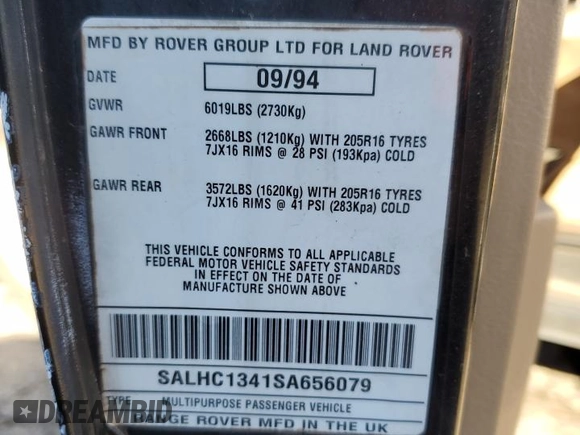 MFD BY ROVER GROUP LTD FOR LAND ROVER
DATE 09/94
GVWR 6019LBS (2730Kg)
GAWR FRONT 2668LBS (1210Kg) WITH 205R16 TYRES
7JX16 RIMS @ 28 PSI (193Kpa) COLD
GAWR REAR 3572LBS (1620Kg) WITH 205R16 TYRES
7JX16 RIMS @ 41 PSI (283Kpa) COLD
THIS VEHICLE CONFORMS TO ALL APPLICABLE
FEDERAL MOTOR VEHICLE SAFETY STANDARDS
IN EFFECT ON THE DATE OF
MANUFACTURE SHOWN ABOVE
SALHC1341SA656079
TYPE MULTIPURPOSE PASSENGER VEHICLE
RANGE ROVER MFD IN THE UK
DREAMBID